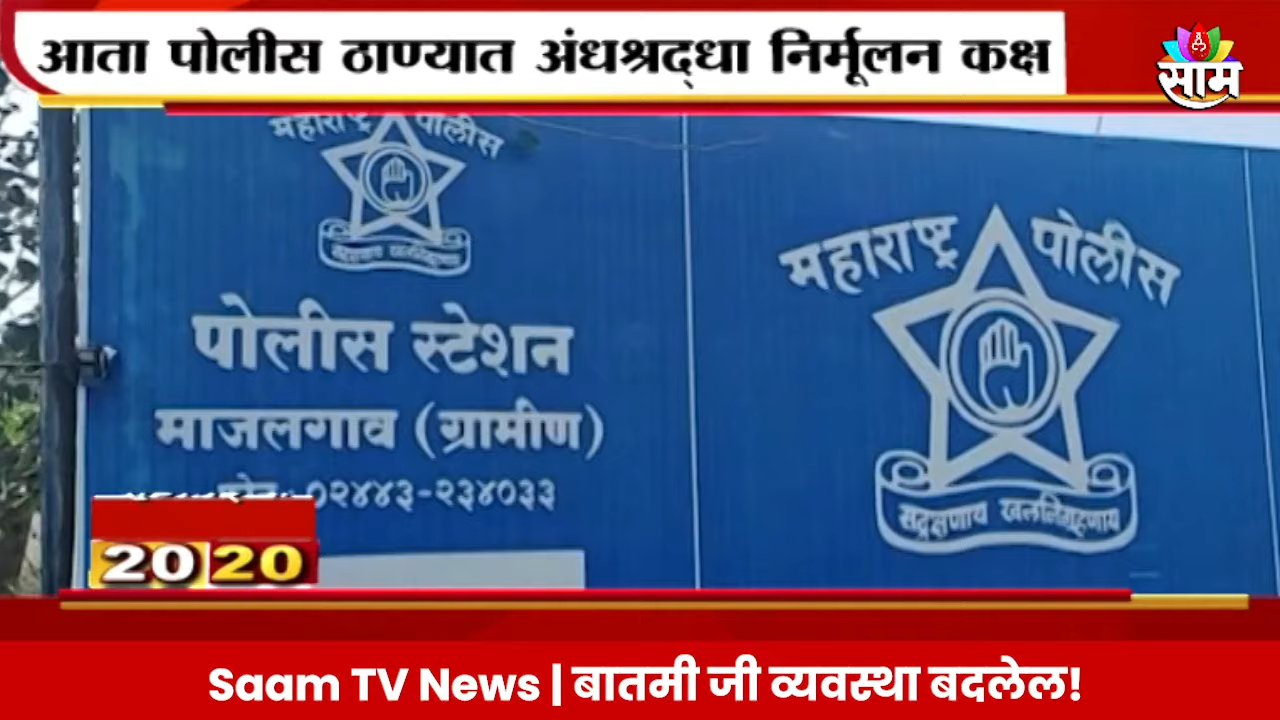 आता पोलीस ठाण्यात अंधश्रद्धा निर्मूलन कक्ष
साम
महाराष्ट्र पोलीस
पोलीस स्टेशन
माजलगाव (ग्रामीण)
०२४४३-२३४०३३
महाराष्ट्र पोलीस
सद्रक्षणाय खलनिग्रहणाय
2020
Saam TV News | बातमी जी व्यवस्था बदलेल!